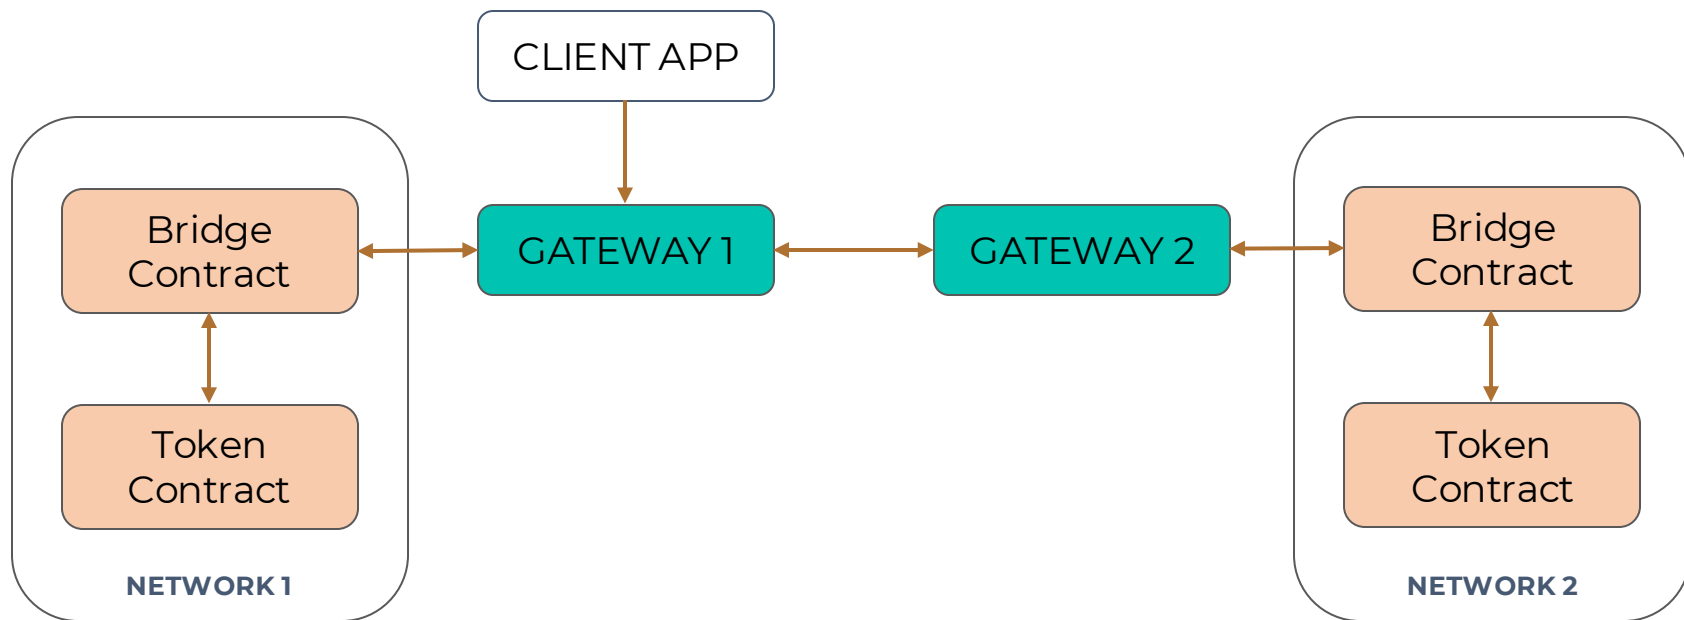 CLIENT APP
Bridge
Contract
GATEWAY 1
GATEWAY 2
Bridge
Contract
Token
Contract
Token
Contract
NETWORK 1
NETWORK 2